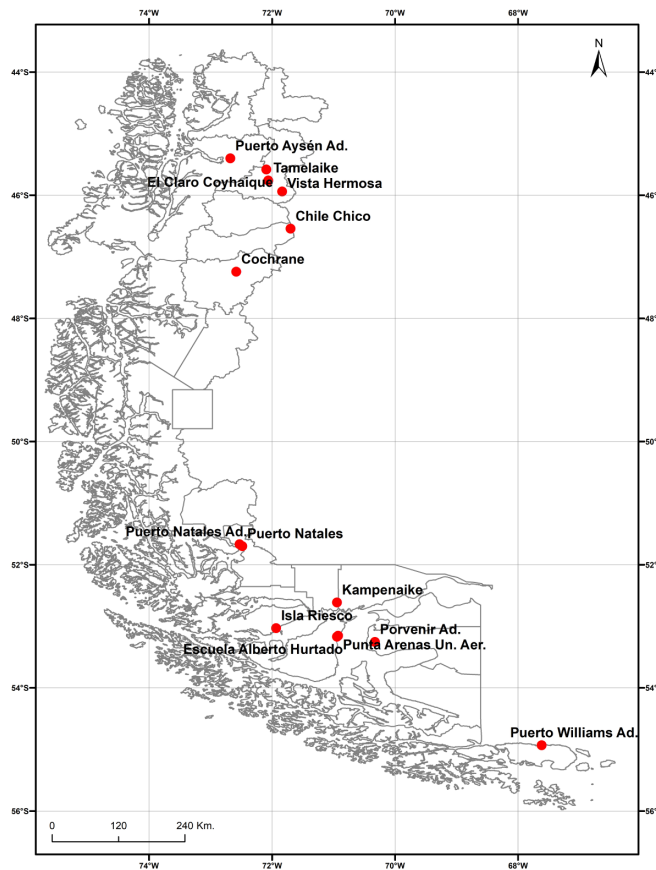 74°W 72°W 70°W 68°W
N
44°S 44°S
Puerto Aysén Ad.
Tamelaike
El Claro Coyhaique Vista Hermosa
46°S 46°S
Chile Chico
Cochrane
48°S 48°S
50°S 50°S
Puerto Natales Ad. Puerto Natales
52°S 52°S
Kampenaike
Isla Riesco
Porvenir Ad.
Escuela Alberto Hurtado Punta Arenas Un. Aer.
54°S 54°S
Puerto Williams Ad.
56°S 56°S
0 120 240 Km.
74°W 72°W 70°W 68°W